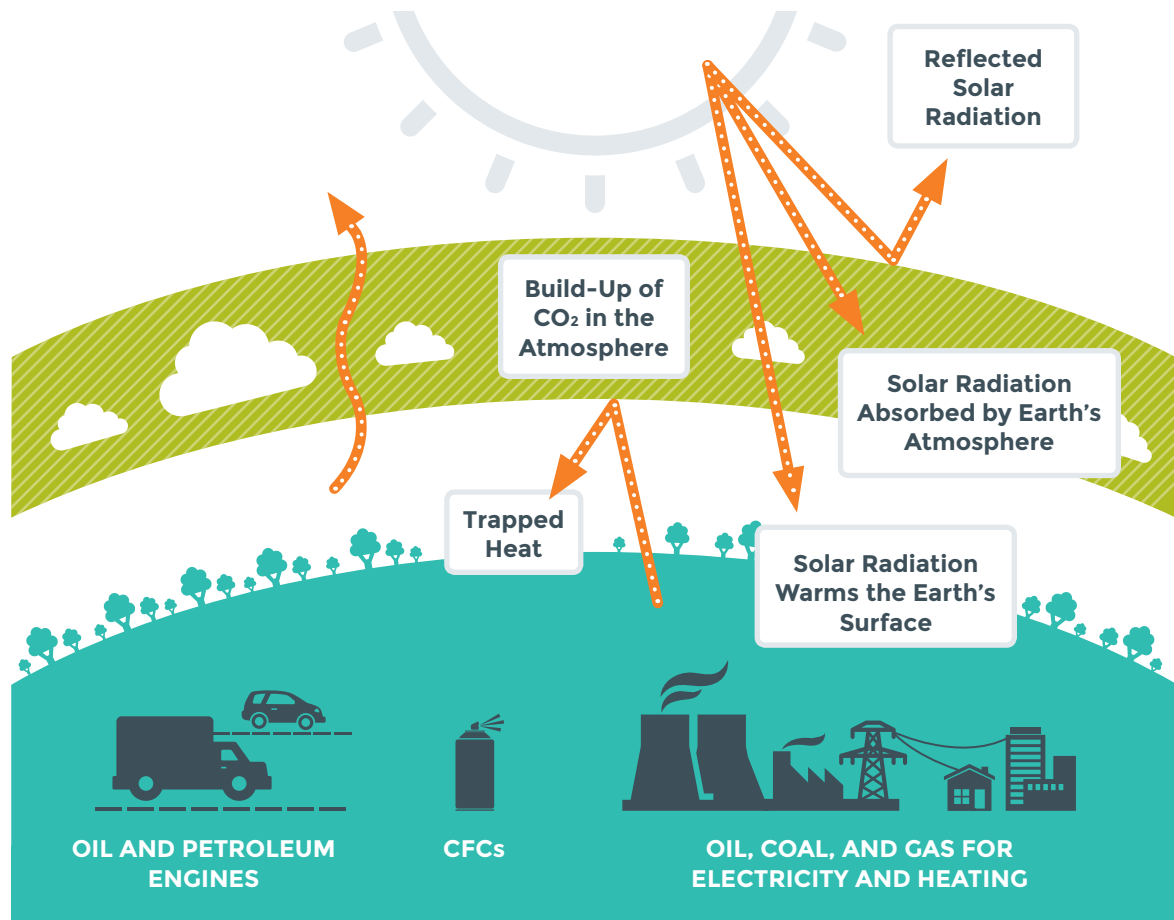 Reflected
Solar
Radiation
Build-Up of
CO₂ in the
Atmosphere
Solar Radiation
Absorbed by Earth's
Atmosphere
Trapped
Heat
Solar Radiation
Warms the Earth's
Surface
OIL AND PETROLEUM
ENGINES
CFCs
OIL, COAL, AND GAS FOR
ELECTRICITY AND HEATING